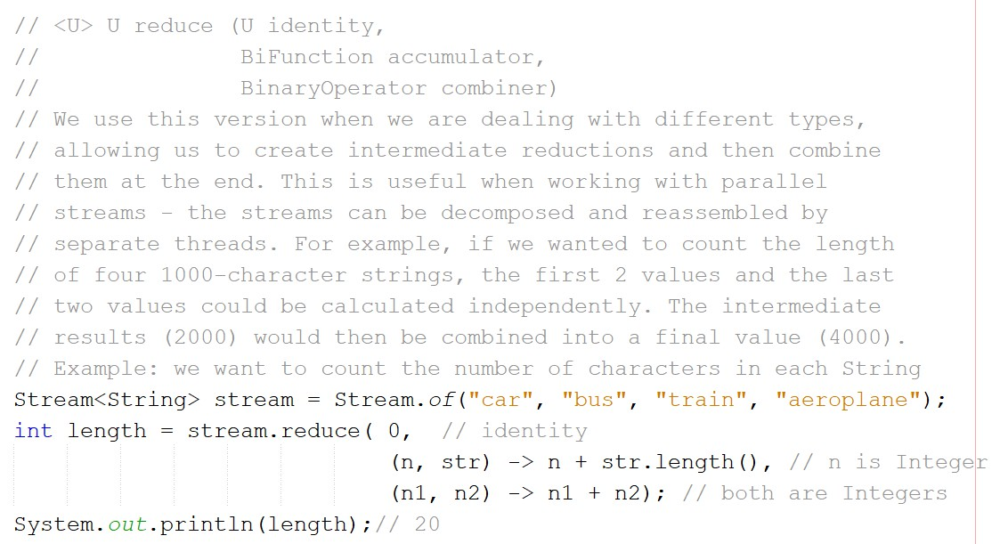 // <U> U reduce (U identity,
//               BiFunction accumulator,
//               BinaryOperator combiner)
// We use this version when we are dealing with different types,
// allowing us to create intermediate reductions and then combine
// them at the end. This is useful when working with parallel
// streams – the streams can be decomposed and reassembled by
// separate threads. For example, if we wanted to count the length
// of four 1000-character strings, the first 2 values and the last
// two values could be calculated independently. The intermediate
// results (2000) would then be combined into a final value (4000).
// Example: we want to count the number of characters in each String
Stream<String> stream = Stream.of("car", "bus", "train", "aeroplane");
int length = stream.reduce( 0,  // identity
                            (n, str) -> n + str.length(), // n is Integer
                            (n1, n2) -> n1 + n2); // both are Integers
System.out.println(length);// 20